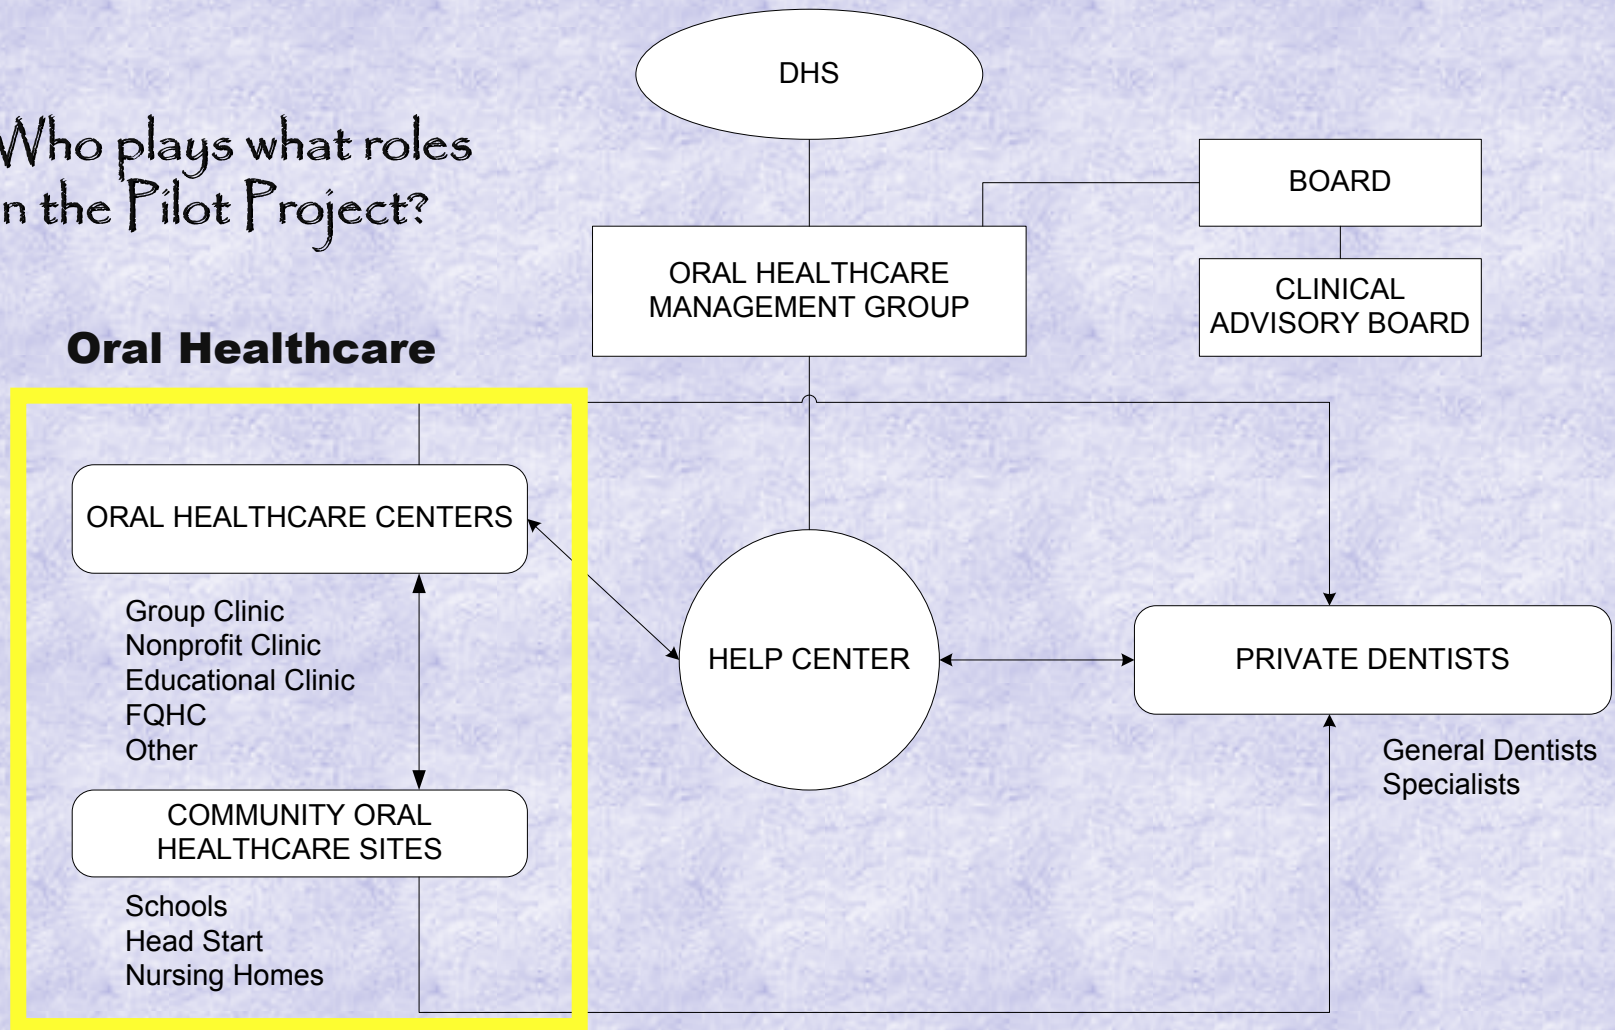 DHS
Who plays what roles
in the Pilot Project?
BOARD
ORAL HEALTHCARE
MANAGEMENT GROUP
CLINICAL
ADVISORY BOARD
Oral Healthcare
ORAL HEALTHCARE CENTERS
Group Clinic
Nonprofit Clinic
Educational Clinic
FQHC
Other
HELP CENTER
PRIVATE DENTISTS
General Dentists
Specialists
COMMUNITY ORAL
HEALTHCARE SITES
Schools
Head Start
Nursing Homes